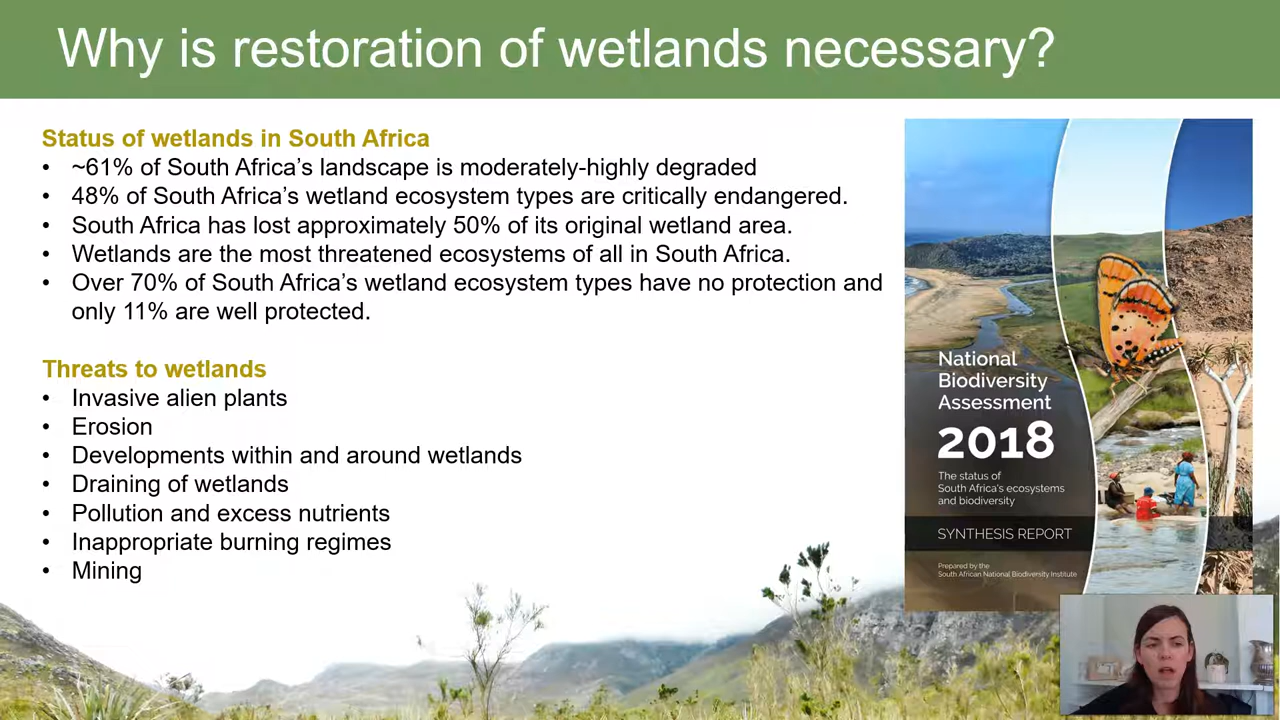 Why is restoration of wetlands necessary?
Status of wetlands in South Africa
• ~61% of South Africa's landscape is moderately-highly degraded
• 48% of South Africa's wetland ecosystem types are critically endangered.
• South Africa has lost approximately 50% of its original wetland area.
• Wetlands are the most threatened ecosystems of all in South Africa.
• Over 70% of South Africa's wetland ecosystem types have no protection and
only 11% are well protected.
Threats to wetlands
• Invasive alien plants
• Erosion
• Developments within and around wetlands
• Draining of wetlands
• Pollution and excess nutrients
• Inappropriate burning regimes
• Mining
National
Biodiversity
Assessment
2018
The status of
South Africa's ecosystems
and biodiversity
SYNTHESIS REPORT
Prepared by the
South African National Biodiversity Institute